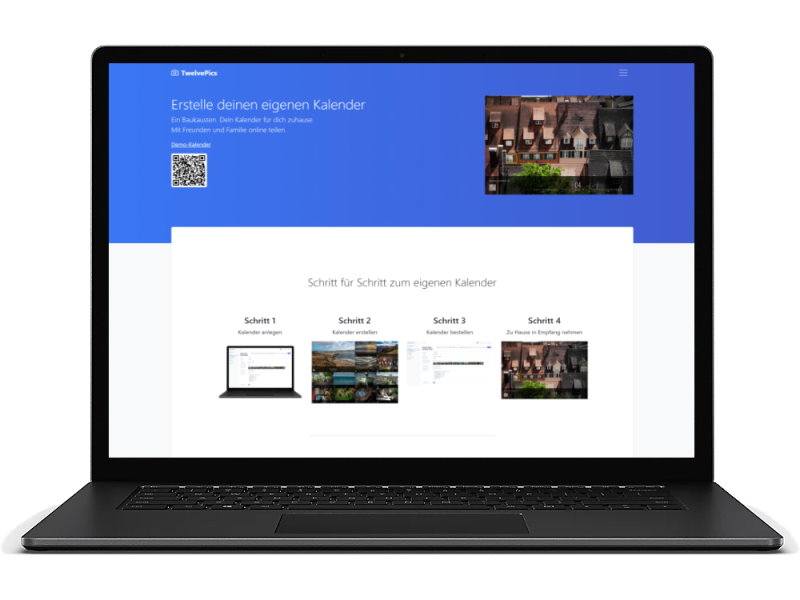 TwelvePics
Erstelle deinen eigenen Kalender
Ein Baukasten. Dein Kalender für dich zuhause
Mit Freunden und Familie online teilen
Demo-Kalender
04
Schritt für Schritt zum eigenen Kalender
Schritt 1
Kalender anlegen
Schritt 2
Kalender erstellen
Schritt 3
Kalender bestellen
Schritt 4
Zu Hause in Empfang nehmen